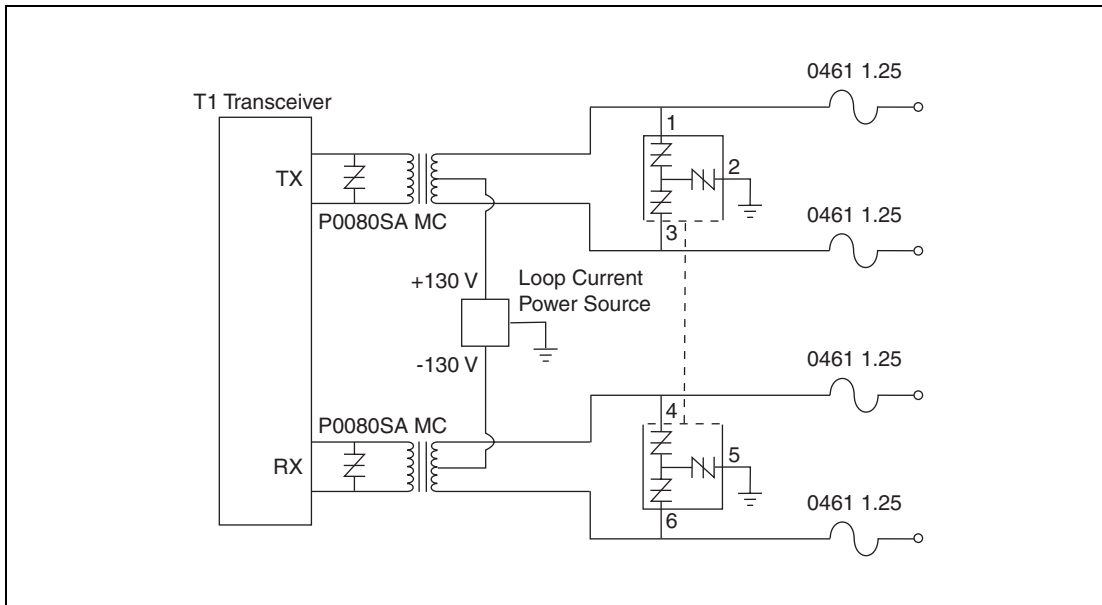 0461 1.25
T1 Transceiver
1
TX
2
P0080SA MC
3
0461 1.25
+130 V
Loop Current
Power Source
-130 V
0461 1.25
4
P0080SA MC
RX
5
6
0461 1.25